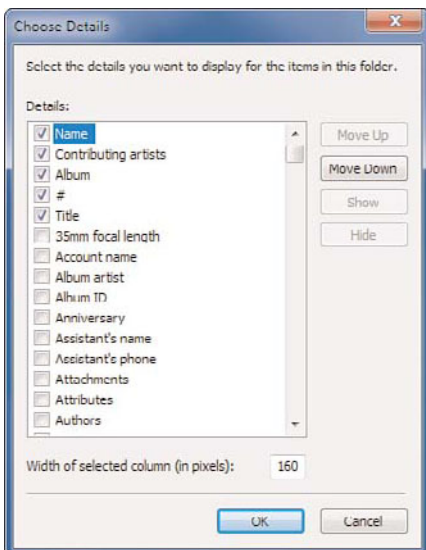 Choose Details
Select the details you want to display for the items in this folder.
Details:
Name
Contributing artists
Album
#
Title
35mm focal length
Account name
Album artist
Album ID
Anniversary
Assistant's name
Assistant's phone
Attachments
Attributes
Authors
Move Up
Move Down
Show
Hide
Width of selected column (in pixels): 160
OK Cancel